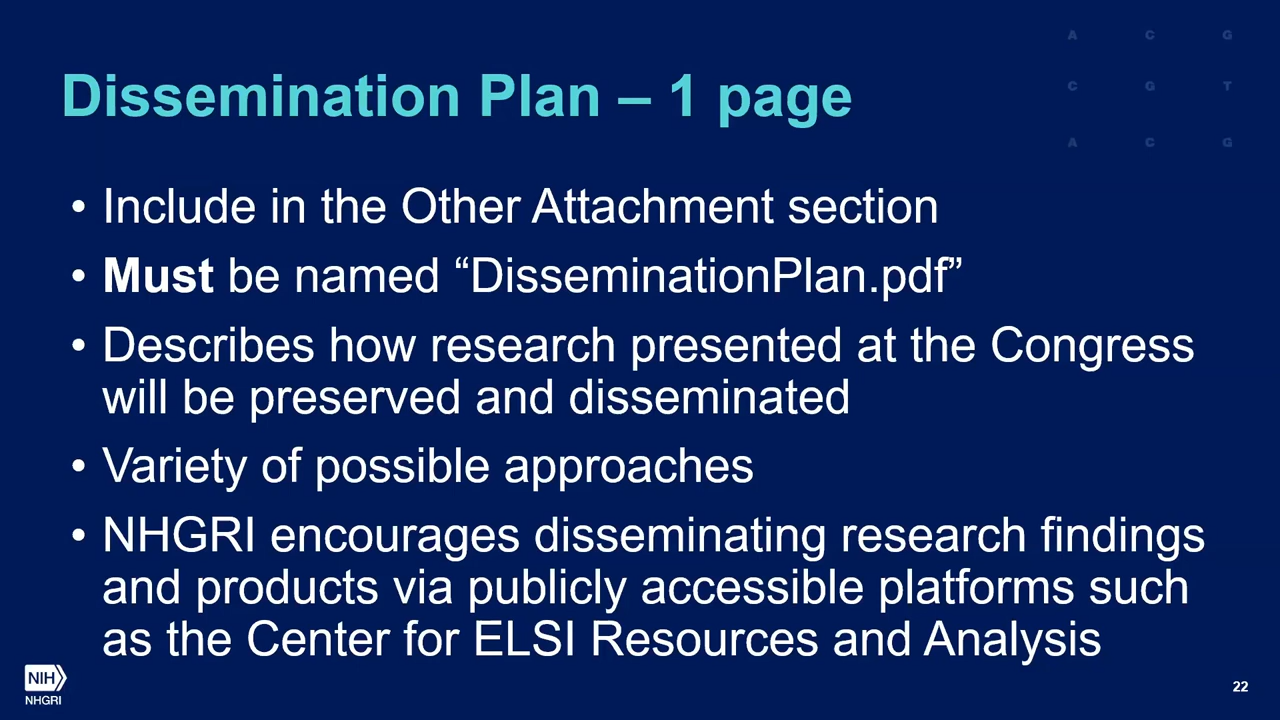 A C G
C G T
A C G
Dissemination Plan – 1 page
• Include in the Other Attachment section
• Must be named “DisseminationPlan.pdf”
• Describes how research presented at the Congress
will be preserved and disseminated
• Variety of possible approaches
• NHGRI encourages disseminating research findings
and products via publicly accessible platforms such
as the Center for ELSI Resources and Analysis
NIH
NHGRI
22